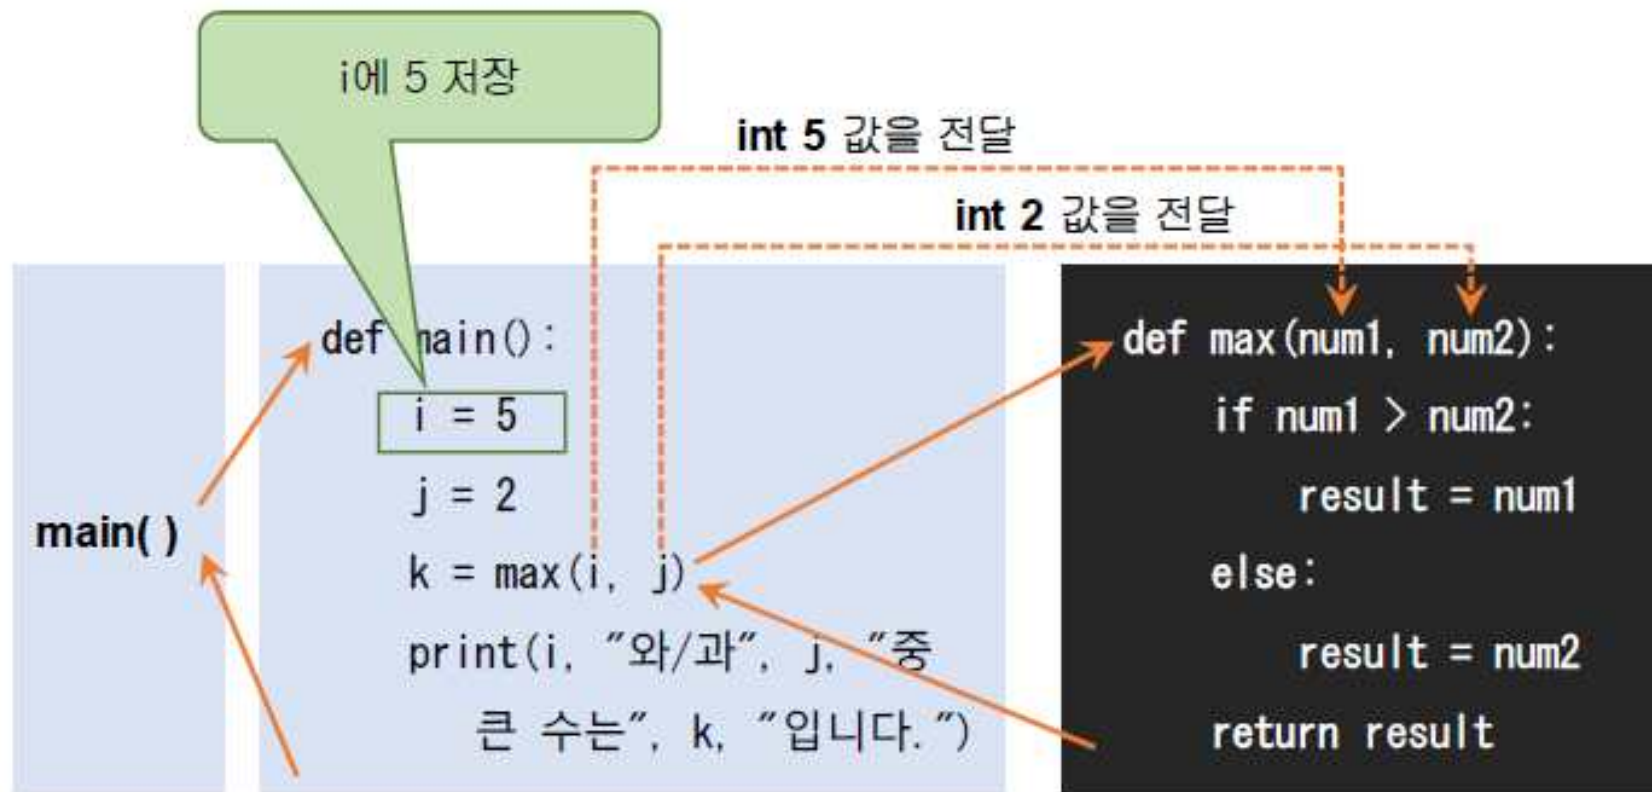 i에 5 저장
int 5 값을 전달
int 2 값을 전달
main( )
def main():
i = 5
j = 2
k = max(i, j)
print(i, "와/과", j, "중
큰 수는", k, "입니다.")
def max(num1, num2):
if num1 > num2:
result = num1
else:
result = num2
return result